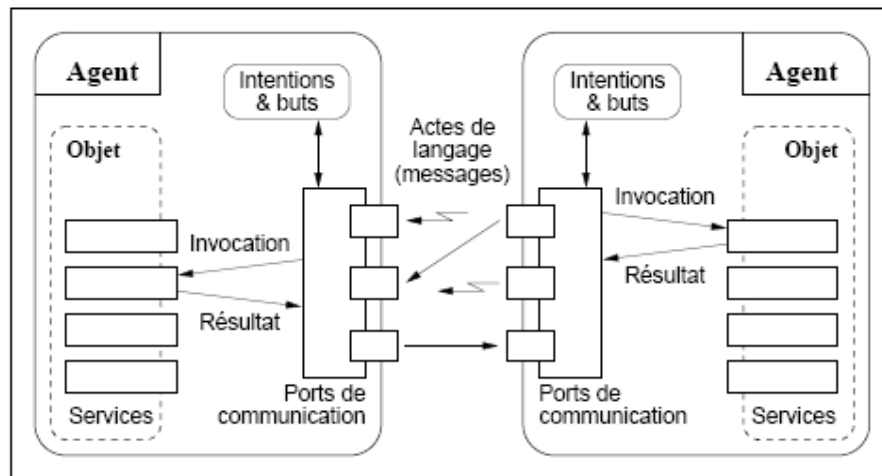 Agent
Intentions
& buts
Objet
Invocation
Résultat
Services
Ports de
communication
Actes de
langage
(messages)
Agent
Intentions
& buts
Objet
Invocation
Résultat
Ports de
communication
Services